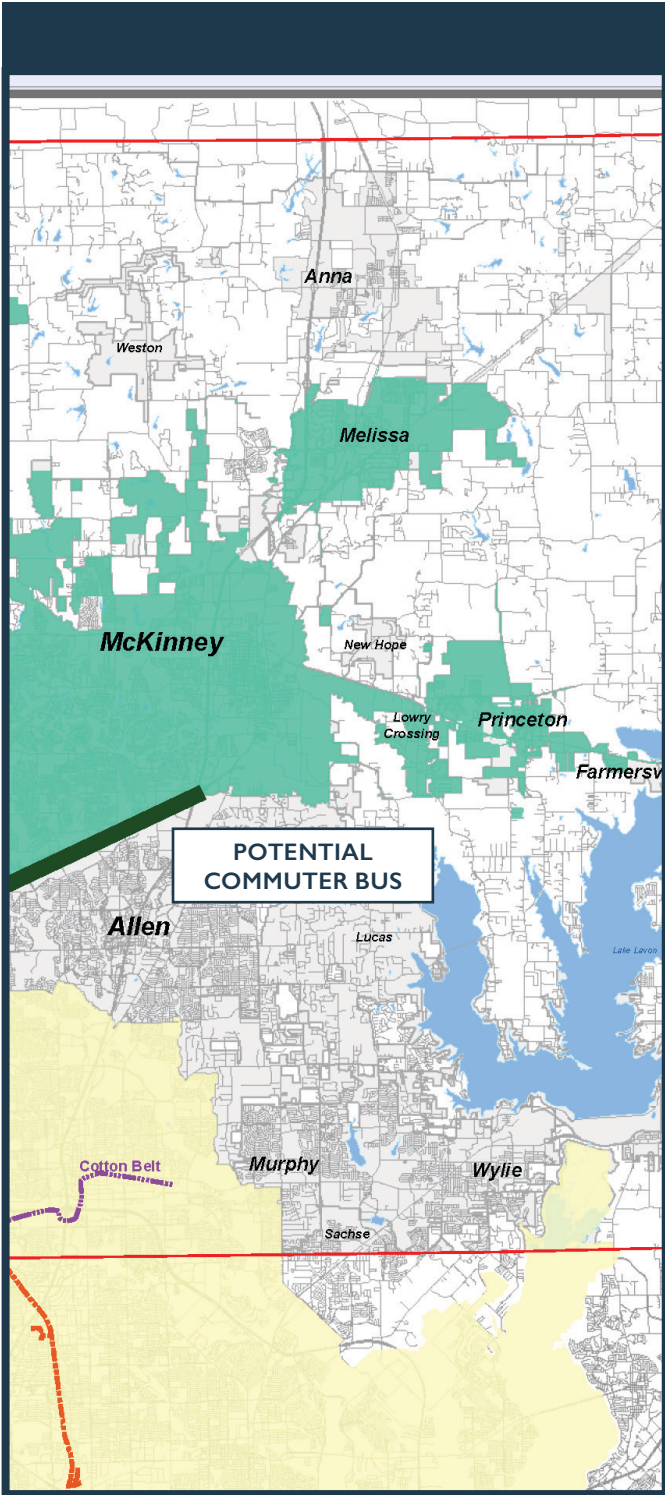 Anna
Weston
Melissa
McKinney
New Hope
Lowry
Crossing
Princeton
Farmersv
POTENTIAL
COMMUTER BUS
Allen
Lucas
Lake Lavon
Cotton Belt
Murphy
Wylie
Sachse